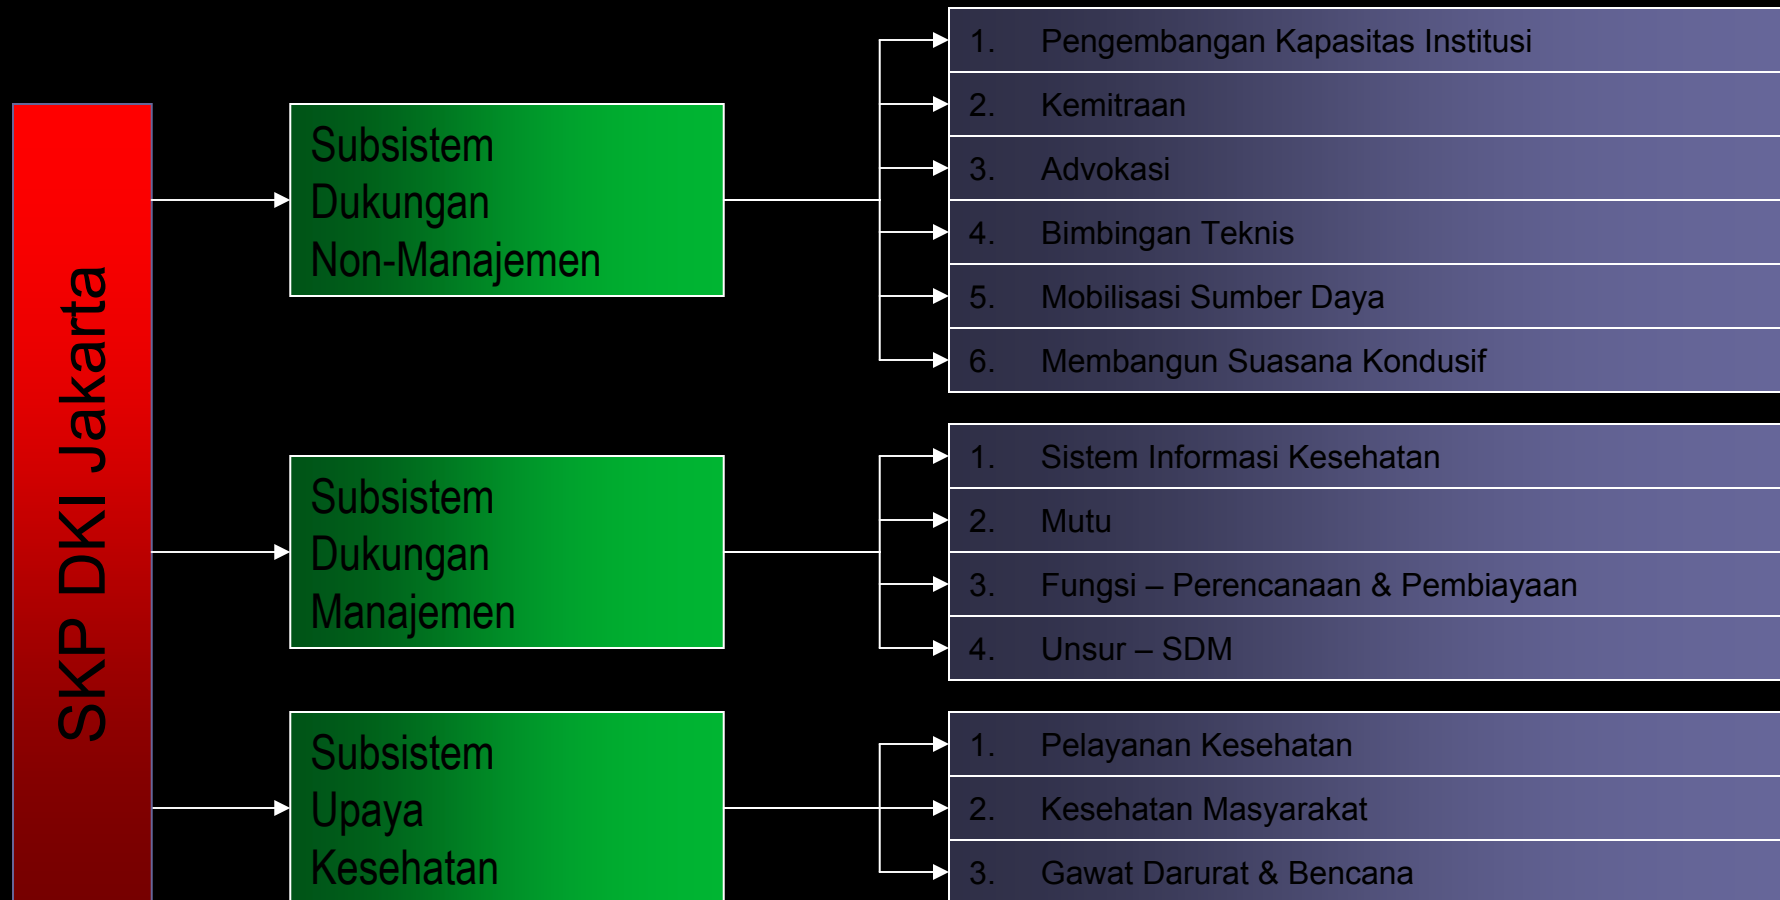 SKP DKI Jakarta
Subsistem
Dukungan
Non-Manajemen
1. Pengembangan Kapasitas Institusi
2. Kemitraan
3. Advokasi
4. Bimbingan Teknis
5. Mobilisasi Sumber Daya
6. Membangun Suasana Kondusif
Subsistem
Dukungan
Manajemen
1. Sistem Informasi Kesehatan
2. Mutu
3. Fungsi – Perencanaan & Pembiayaan
4. Unsur – SDM
Subsistem
Upaya
Kesehatan
1. Pelayanan Kesehatan
2. Kesehatan Masyarakat
3. Gawat Darurat & Bencana